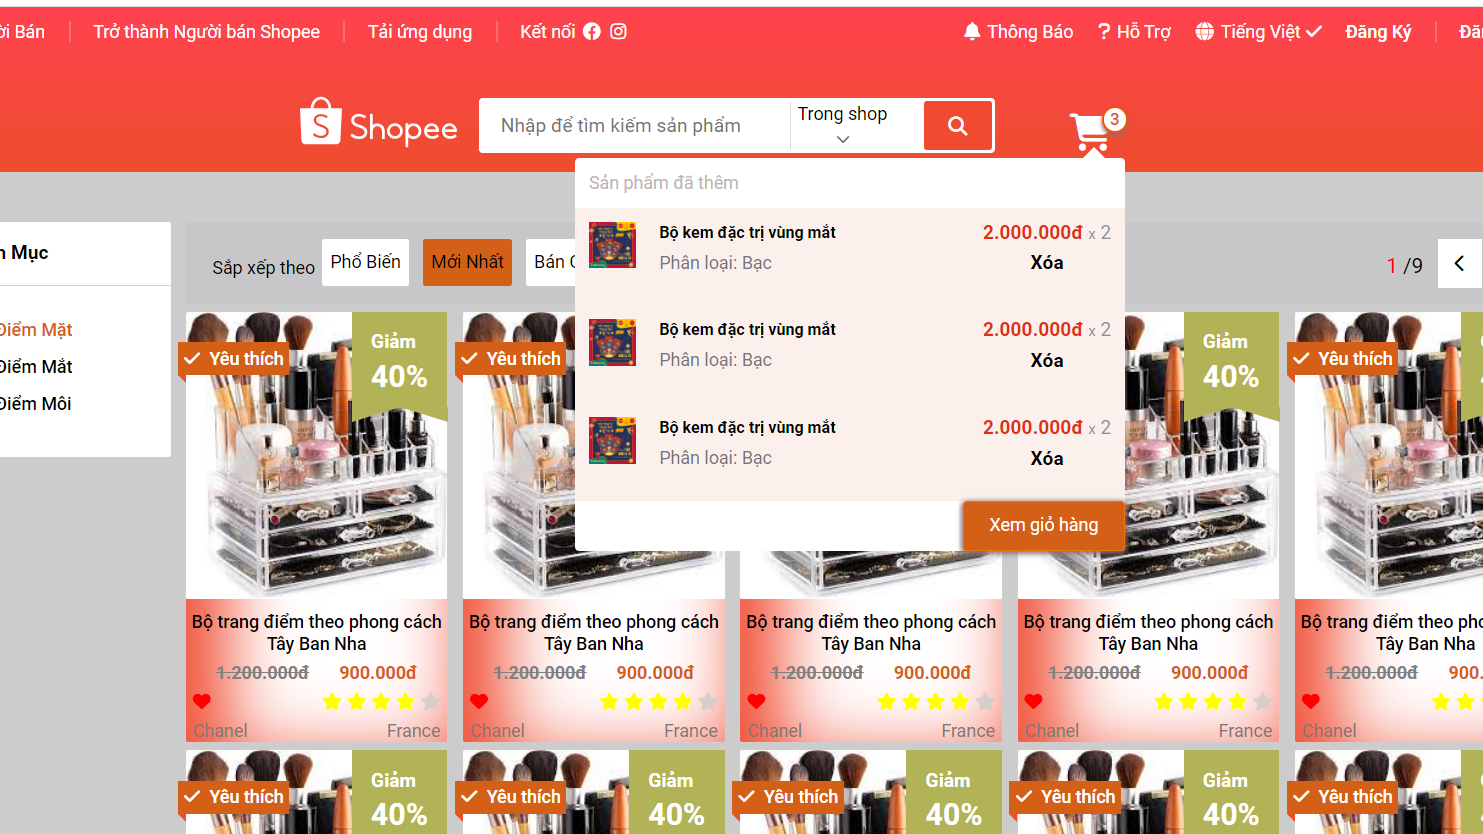 ời Bán
Trở thành Người bán Shopee
Tải ứng dụng
Kết nối
Thông Báo
? Hỗ Trợ
Tiếng Việt
Đăng Ký
Đă
S Shopee
Nhập để tìm kiếm sản phẩm
Trong shop
3
Sản phẩm đã thêm
Bộ kem đặc trị vùng mắt
2.000.000đ x 2
Phân loại: Bạc
Xóa
Bộ kem đặc trị vùng mắt
2.000.000đ x 2
Phân loại: Bạc
Xóa
Bộ kem đặc trị vùng mắt
2.000.000đ x 2
Phân loại: Bạc
Xóa
Xem giỏ hàng
n Mục
Điểm Mặt
Điểm Mắt
Điểm Môi
Sắp xếp theo
Phổ Biến
Mới Nhất
Bán
1 /9
Yêu thích
Giảm
40%
Yêu thích
Giảm
40%
Yêu thích
Bộ trang điểm theo phong cách
Tây Ban Nha
1.200.000đ 900.000đ
Chanel France
Bộ trang điểm theo phong cách
Tây Ban Nha
1.200.000đ 900.000đ
Chanel France
Bộ trang điểm theo phong cách
Tây Ban Nha
1.200.000đ 900.000đ
Chanel France
Bộ trang điểm theo phong cách
Tây Ban Nha
1.200.000đ 900.000đ
Chanel France
Bộ trang điểm theo pho
Tây Ban Nha
1.200.000đ 900.
Chanel
Yêu thích
Giảm
40%
Yêu thích
Giảm
40%
Yêu thích
Giảm
40%
Yêu thích
Giảm
40%
Yêu thích